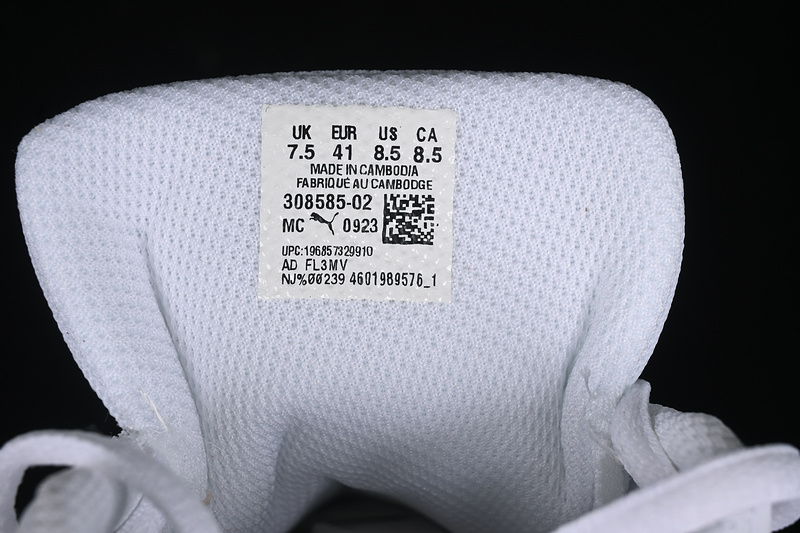 UK EUR US CA
7.5 41 8.5 8.5
MADE IN CAMBODIA
FABRIQUÉ AU CAMBODGE
308585-02
MC 0923
UPC:196857329910
AD FL3MV
NJ%00239 4601989576_1